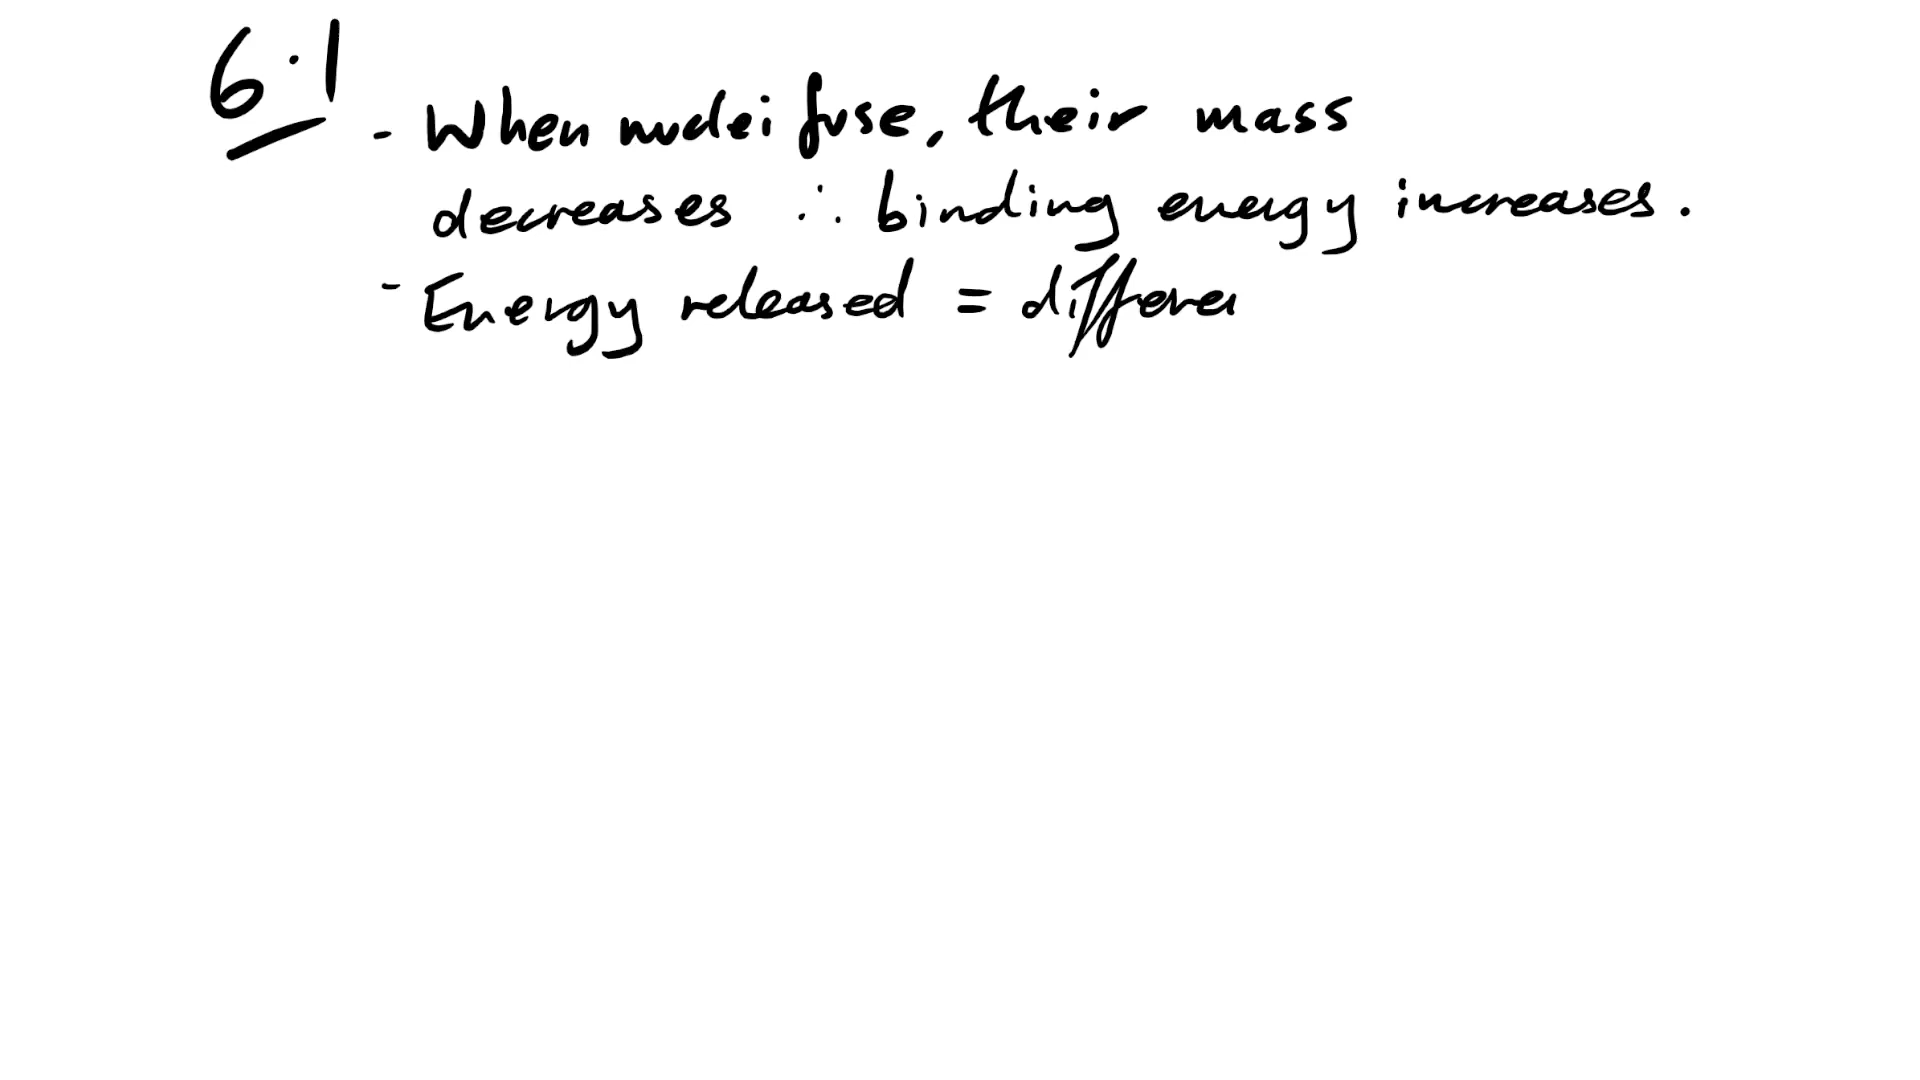 6.1
- When nuclei fuse, their mass
decreases ∴ binding energy increases.
- Energy released = differen